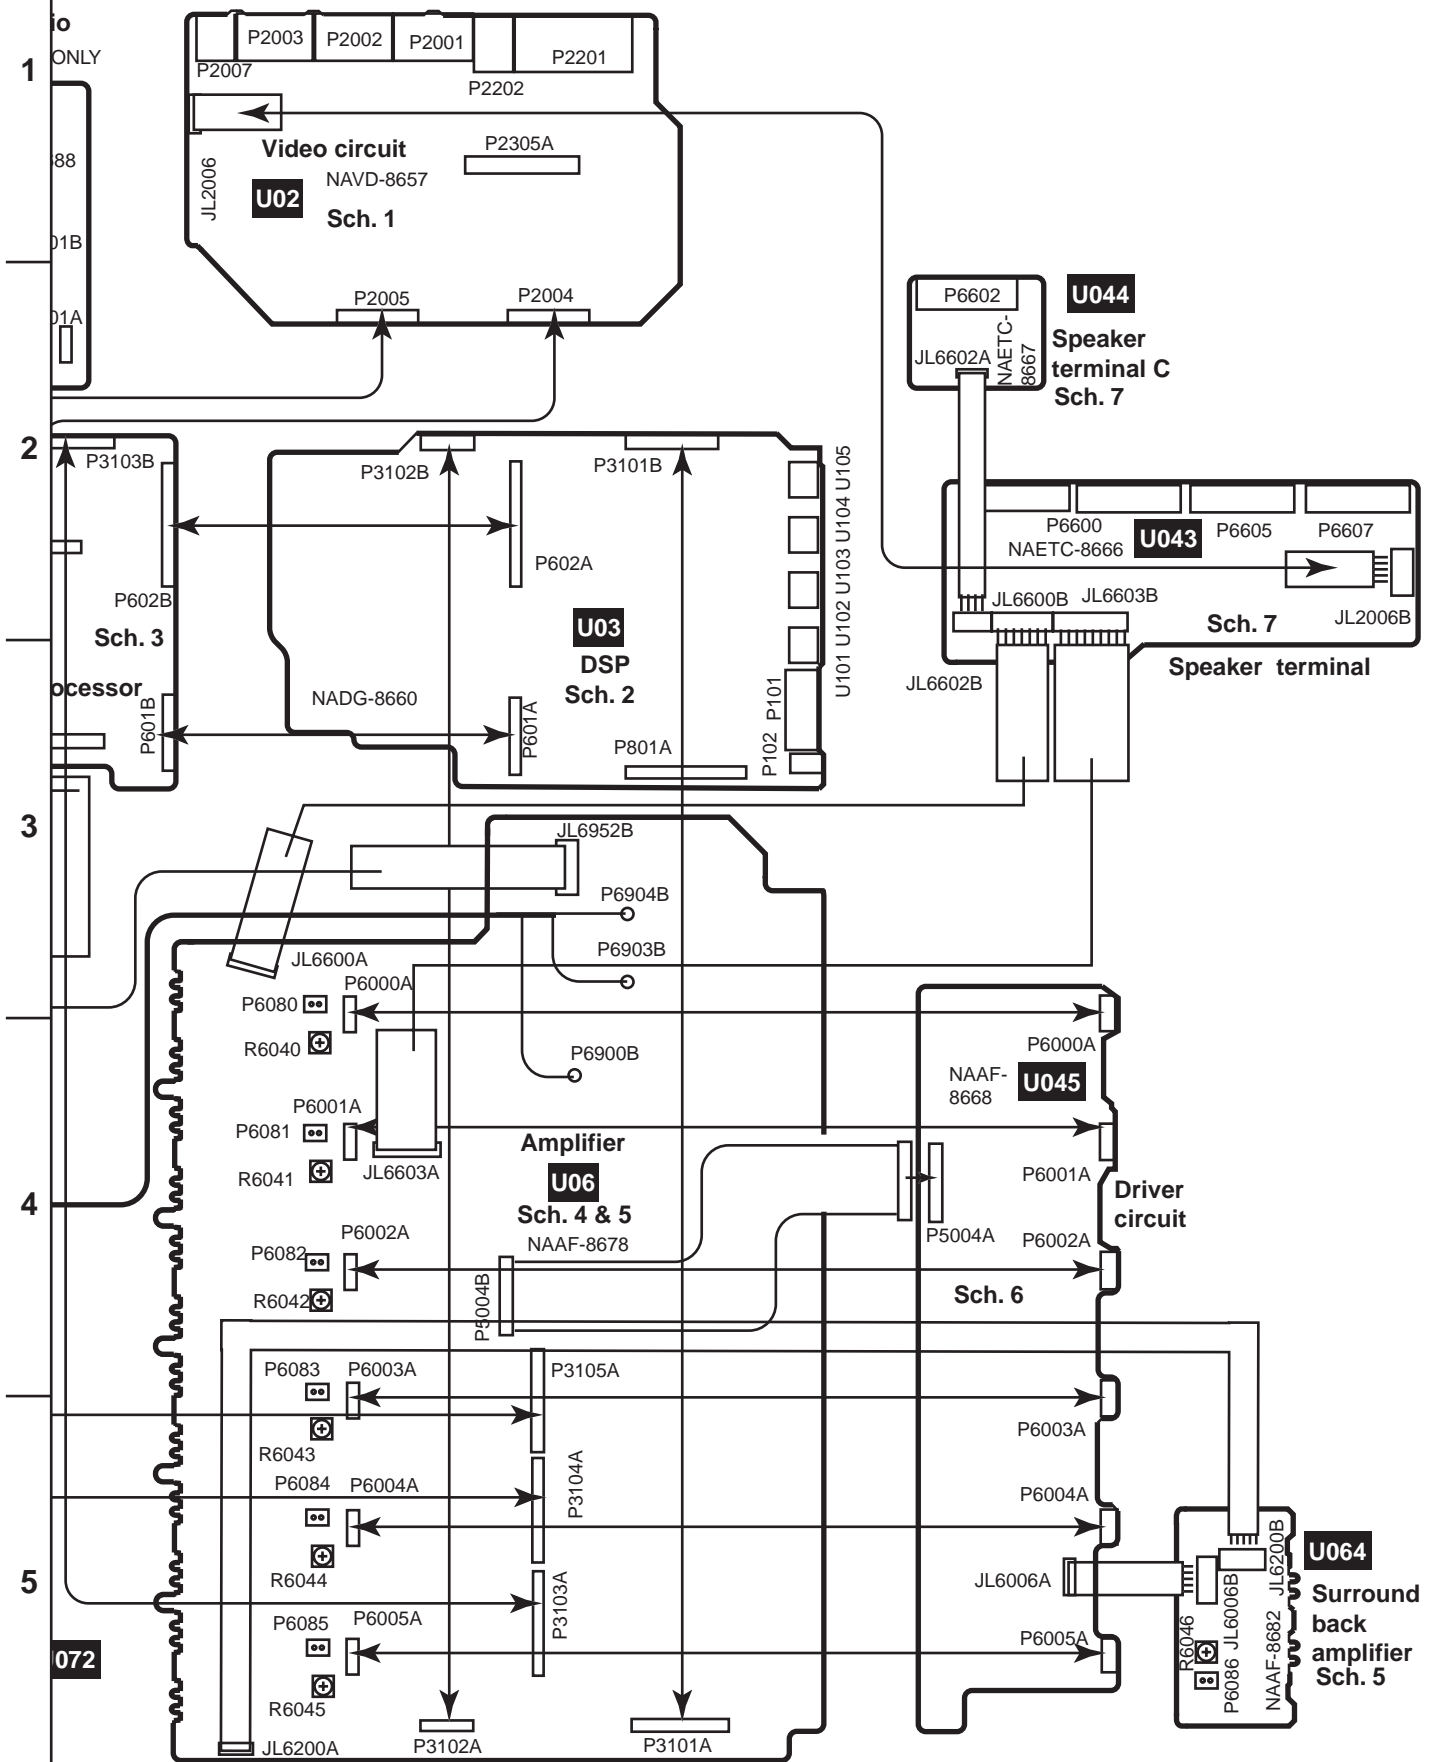 io
ONLY
1
P2003
P2002
P2001
P2201
P2007
P2202
Video circuit
P2305A
JL2006
U02
NAVD-8657
Sch. 1
P2005
P2004
P6602
U044
Speaker
terminal C
Sch. 7
JL6602A
NAETC-
8667
2
P3103B
P3102B
P3101B
P602A
P602B
Sch. 3
U03
DSP
Sch. 2
NADG-8660
P601B
P601A
P801A
P102 P101
U101 U102 U103 U104 U105
P6600
NAETC-8666
U043
P6605
P6607
JL6600B
JL6603B
JL2006B
Sch. 7
Speaker terminal
JL6602B
3
JL6952B
P6904B
P6903B
JL6600A
P6000A
P6080
R6040
P6900B
P6000A
NAAF-
8668
U045
P6001A
P6081
R6041
JL6603A
Amplifier
U06
Sch. 4 & 5
NAAF-8678
4
P6001A
Driver
circuit
P5004A
P6002A
P6002A
P6082
R6042
P5004B
Sch. 6
P6083
P6003A
P3105A
R6043
P6003A
P6084
P6004A
P3104A
P6004A
R6044
5
P6085
P6005A
P3103A
P6005A
R6045
JL6200A
P3102A
P3101A
JL6006A
R6046
P6086 JL6006B
NAAF-8682 JL6200B
U064
Surround
back
amplifier
Sch. 5